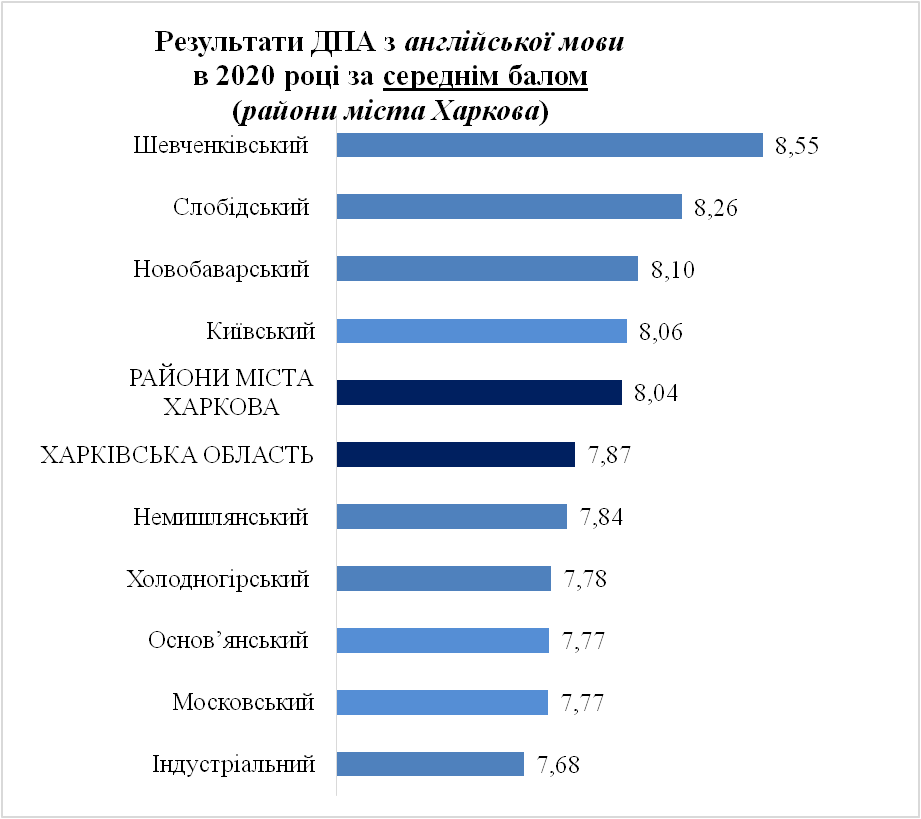 Результати ДПА з англійської мови
в 2020 році за середнім балом
(райони міста Харкова)
Шевченківський 8,55
Слобідський 8,26
Новобаварський 8,10
Київський 8,06
РАЙОНИ МІСТА
ХАРКОВА 8,04
ХАРКІВСЬКА ОБЛАСТЬ 7,87
Немишлянський 7,84
Холодногірський 7,78
Основ’янський 7,77
Московський 7,77
Індустріальний 7,68